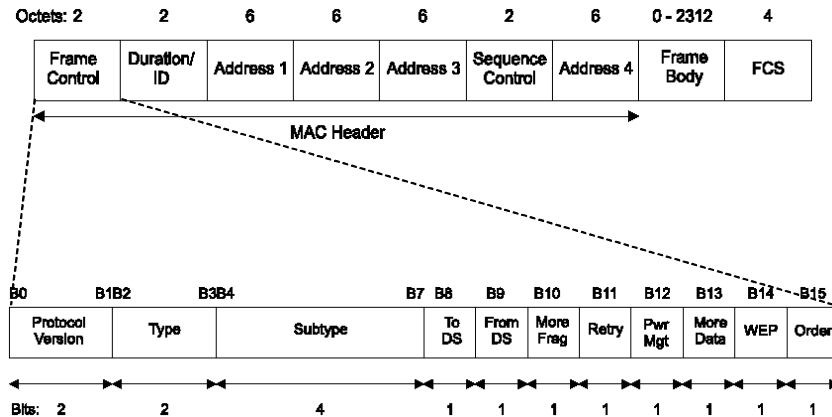 Octets: 2 2 6 6 6 2 6 0 - 2312 4
Frame Control
Duration/ ID
Address 1
Address 2
Address 3
Sequence Control
Address 4
Frame Body
FCS
MAC Header
B0 B1B2 B3B4 B7 B8 B9 B10 B11 B12 B13 B14 B15
Protocol Version
Type
Subtype
To DS
From DS
More Frag
Retry
Pwr Mgt
More Data
WEP
Order
Bits: 2 2 4 1 1 1 1 1 1 1 1